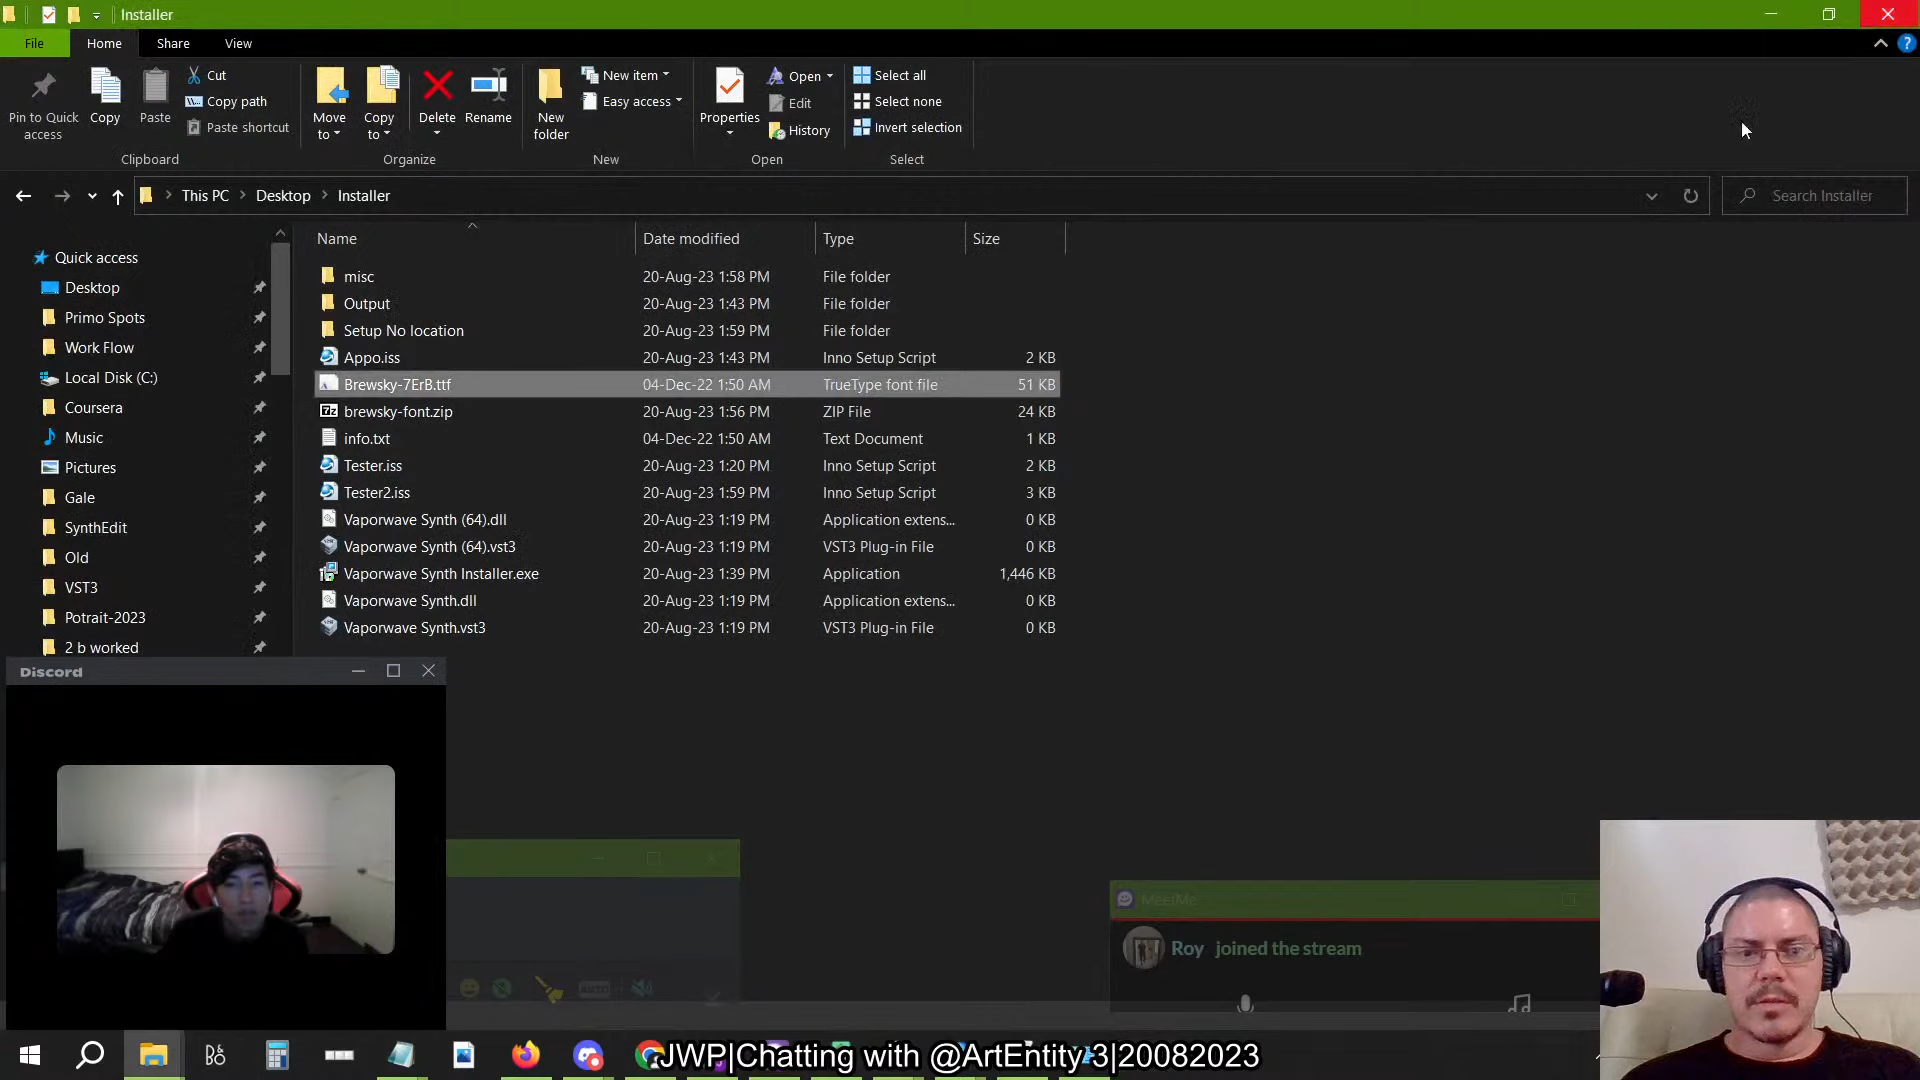 Installer
File Home Share View
Pin to Quick access
Copy
Paste
Cut
Copy path
Paste shortcut
Clipboard
Move to
Copy to
Delete
Rename
Organize
New folder
New item
Easy access
New
Properties
Open
Edit
History
Open
Select all
Select none
Invert selection
Select
This PC Desktop Installer
Search Installer
Name Date modified Type Size
misc 20-Aug-23 1:58 PM File folder
Output 20-Aug-23 1:43 PM File folder
Setup No location 20-Aug-23 1:59 PM File folder
Appo.iss 20-Aug-23 1:43 PM Inno Setup Script 2 KB
Brewsky-7ErB.ttf 04-Dec-22 1:50 AM TrueType font file 51 KB
brewsky-font.zip 20-Aug-23 1:56 PM ZIP File 24 KB
info.txt 04-Dec-22 1:50 AM Text Document 1 KB
Tester.iss 20-Aug-23 1:20 PM Inno Setup Script 2 KB
Tester2.iss 20-Aug-23 1:59 PM Inno Setup Script 3 KB
Vaporwave Synth (64).dll 20-Aug-23 1:19 PM Application extens... 0 KB
Vaporwave Synth (64).vst3 20-Aug-23 1:19 PM VST3 Plug-in File 0 KB
Vaporwave Synth Installer.exe 20-Aug-23 1:39 PM Application 1,446 KB
Vaporwave Synth.dll 20-Aug-23 1:19 PM Application extens... 0 KB
Vaporwave Synth.vst3 20-Aug-23 1:19 PM VST3 Plug-in File 0 KB
Quick access
Desktop
Primo Spots
Work Flow
Local Disk (C:)
Coursera
Music
Pictures
Gale
SynthEdit
Old
VST3
Potrait-2023
2 b worked
Discord
AUTO
MeetMe
Roy joined the stream
JWP|Chatting with @ArtEntity 3|20082023